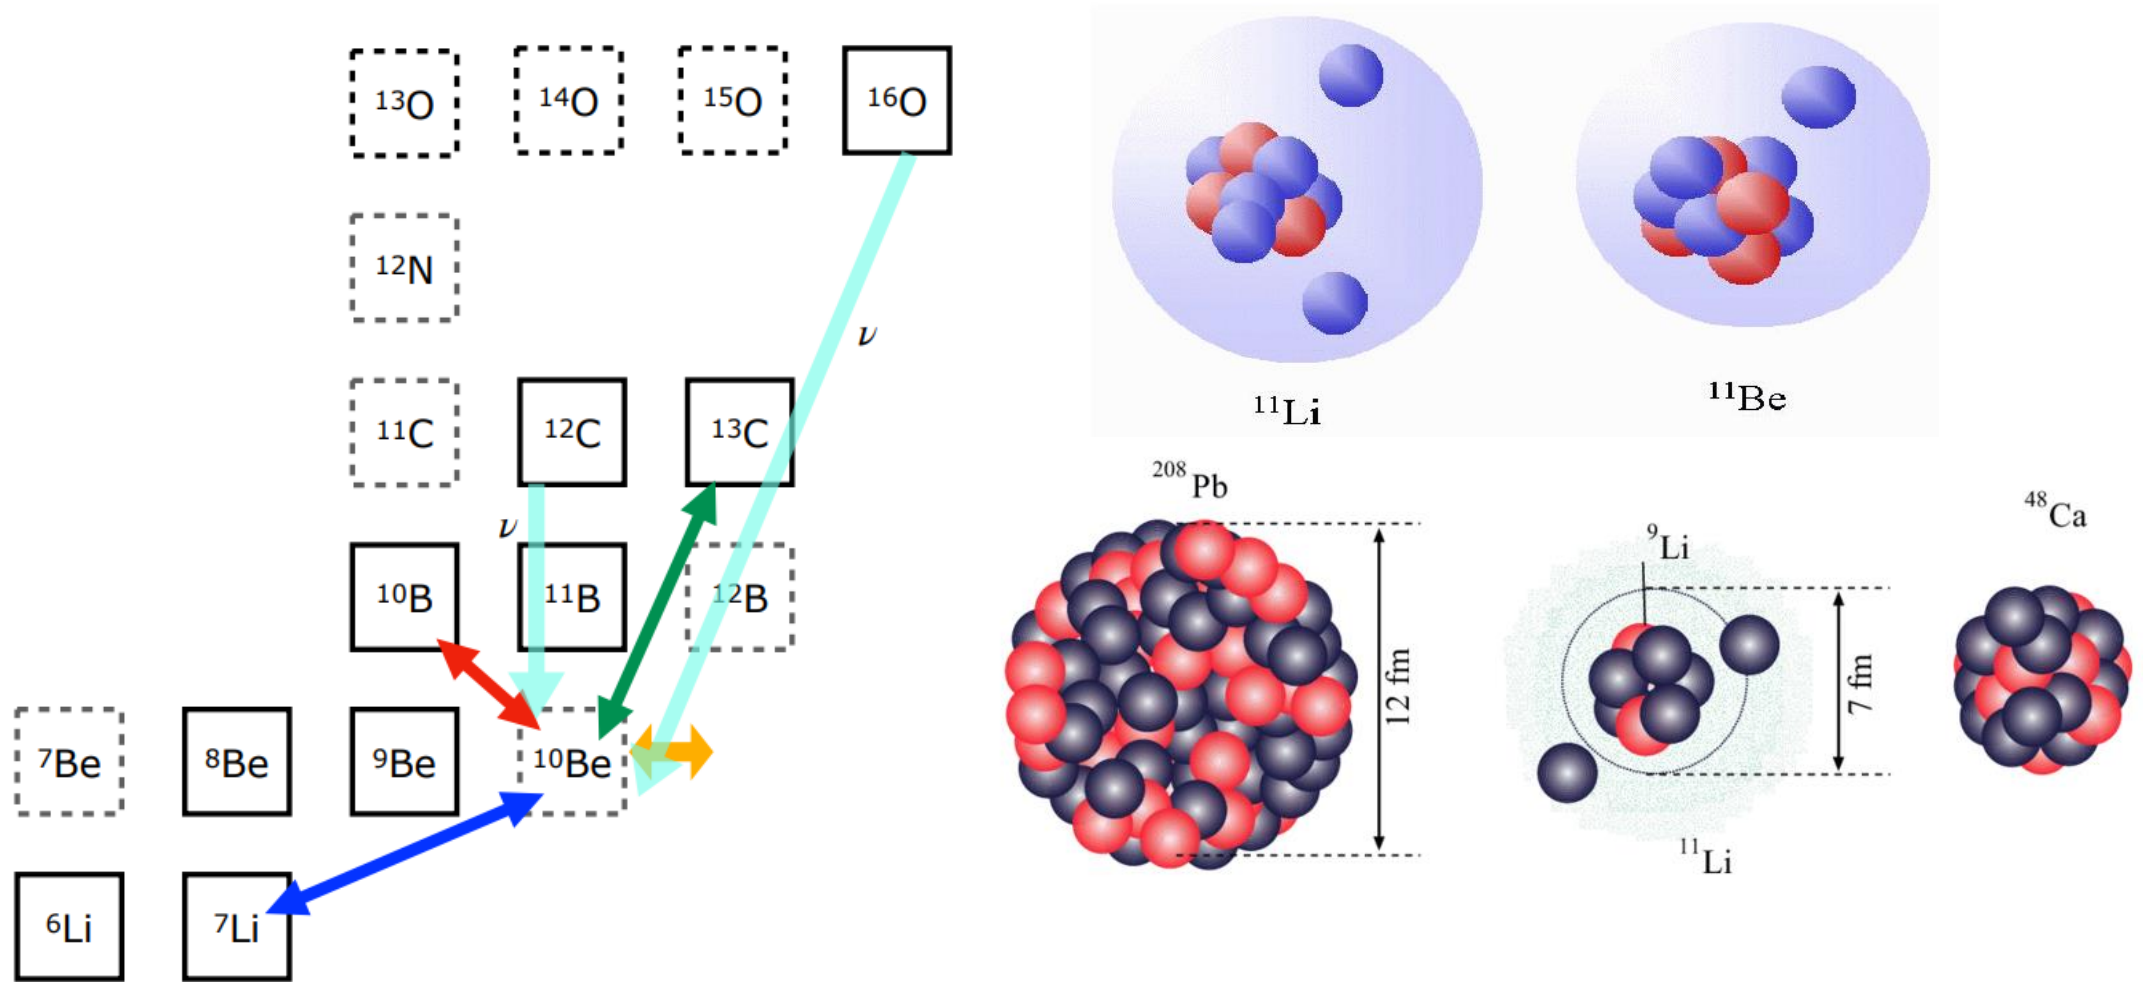 ¹³O ¹⁴O ¹⁵O ¹⁶O
¹²N
ν
¹¹C ¹²C ¹³C
ν
¹⁰B ¹¹B ¹²B
⁷Be ⁸Be ⁹Be ¹⁰Be
⁶Li ⁷Li
¹¹Li ¹¹Be
²⁰⁸Pb
12 fm
⁹Li
7 fm
¹¹Li
⁴⁸Ca